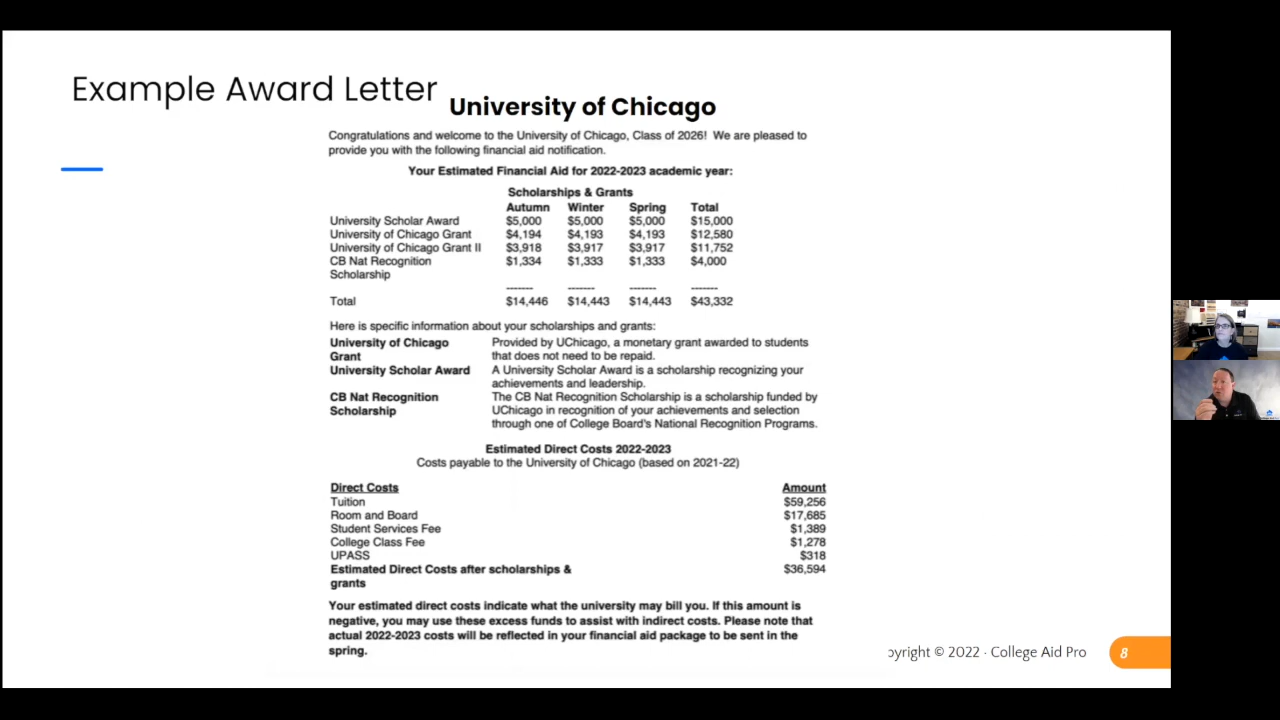 Example Award Letter
University of Chicago
Congratulations and welcome to the University of Chicago, Class of 2026! We are pleased to
provide you with the following financial aid notification.
Your Estimated Financial Aid for 2022-2023 academic year:
Scholarships & Grants
Autumn Winter Spring Total
University Scholar Award $5,000 $5,000 $5,000 $15,000
University of Chicago Grant $4,194 $4,193 $4,193 $12,580
University of Chicago Grant II $3,918 $3,917 $3,917 $11,752
CB Nat Recognition $1,334 $1,333 $1,333 $4,000
Scholarship
------- ------- ------- -------
Total $14,446 $14,443 $14,443 $43,332
Here is specific information about your scholarships and grants:
University of Chicago Provided by UChicago, a monetary grant awarded to students
Grant that does not need to be repaid.
University Scholar Award A University Scholar Award is a scholarship recognizing your
achievements and leadership.
CB Nat Recognition The CB Nat Recognition Scholarship is a scholarship funded by
Scholarship UChicago in recognition of your achievements and selection
through one of College Board's National Recognition Programs.
Estimated Direct Costs 2022-2023
Costs payable to the University of Chicago (based on 2021-22)
Direct Costs Amount
Tuition $59,256
Room and Board $17,685
Student Services Fee $1,389
College Class Fee $1,278
UPASS $318
Estimated Direct Costs after scholarships & $36,594
grants
Your estimated direct costs indicate what the university may bill you. If this amount is
negative, you may use these excess funds to assist with indirect costs. Please note that
actual 2022-2023 costs will be reflected in your financial aid package to be sent in the
spring.
pyright © 2022 · College Aid Pro
8